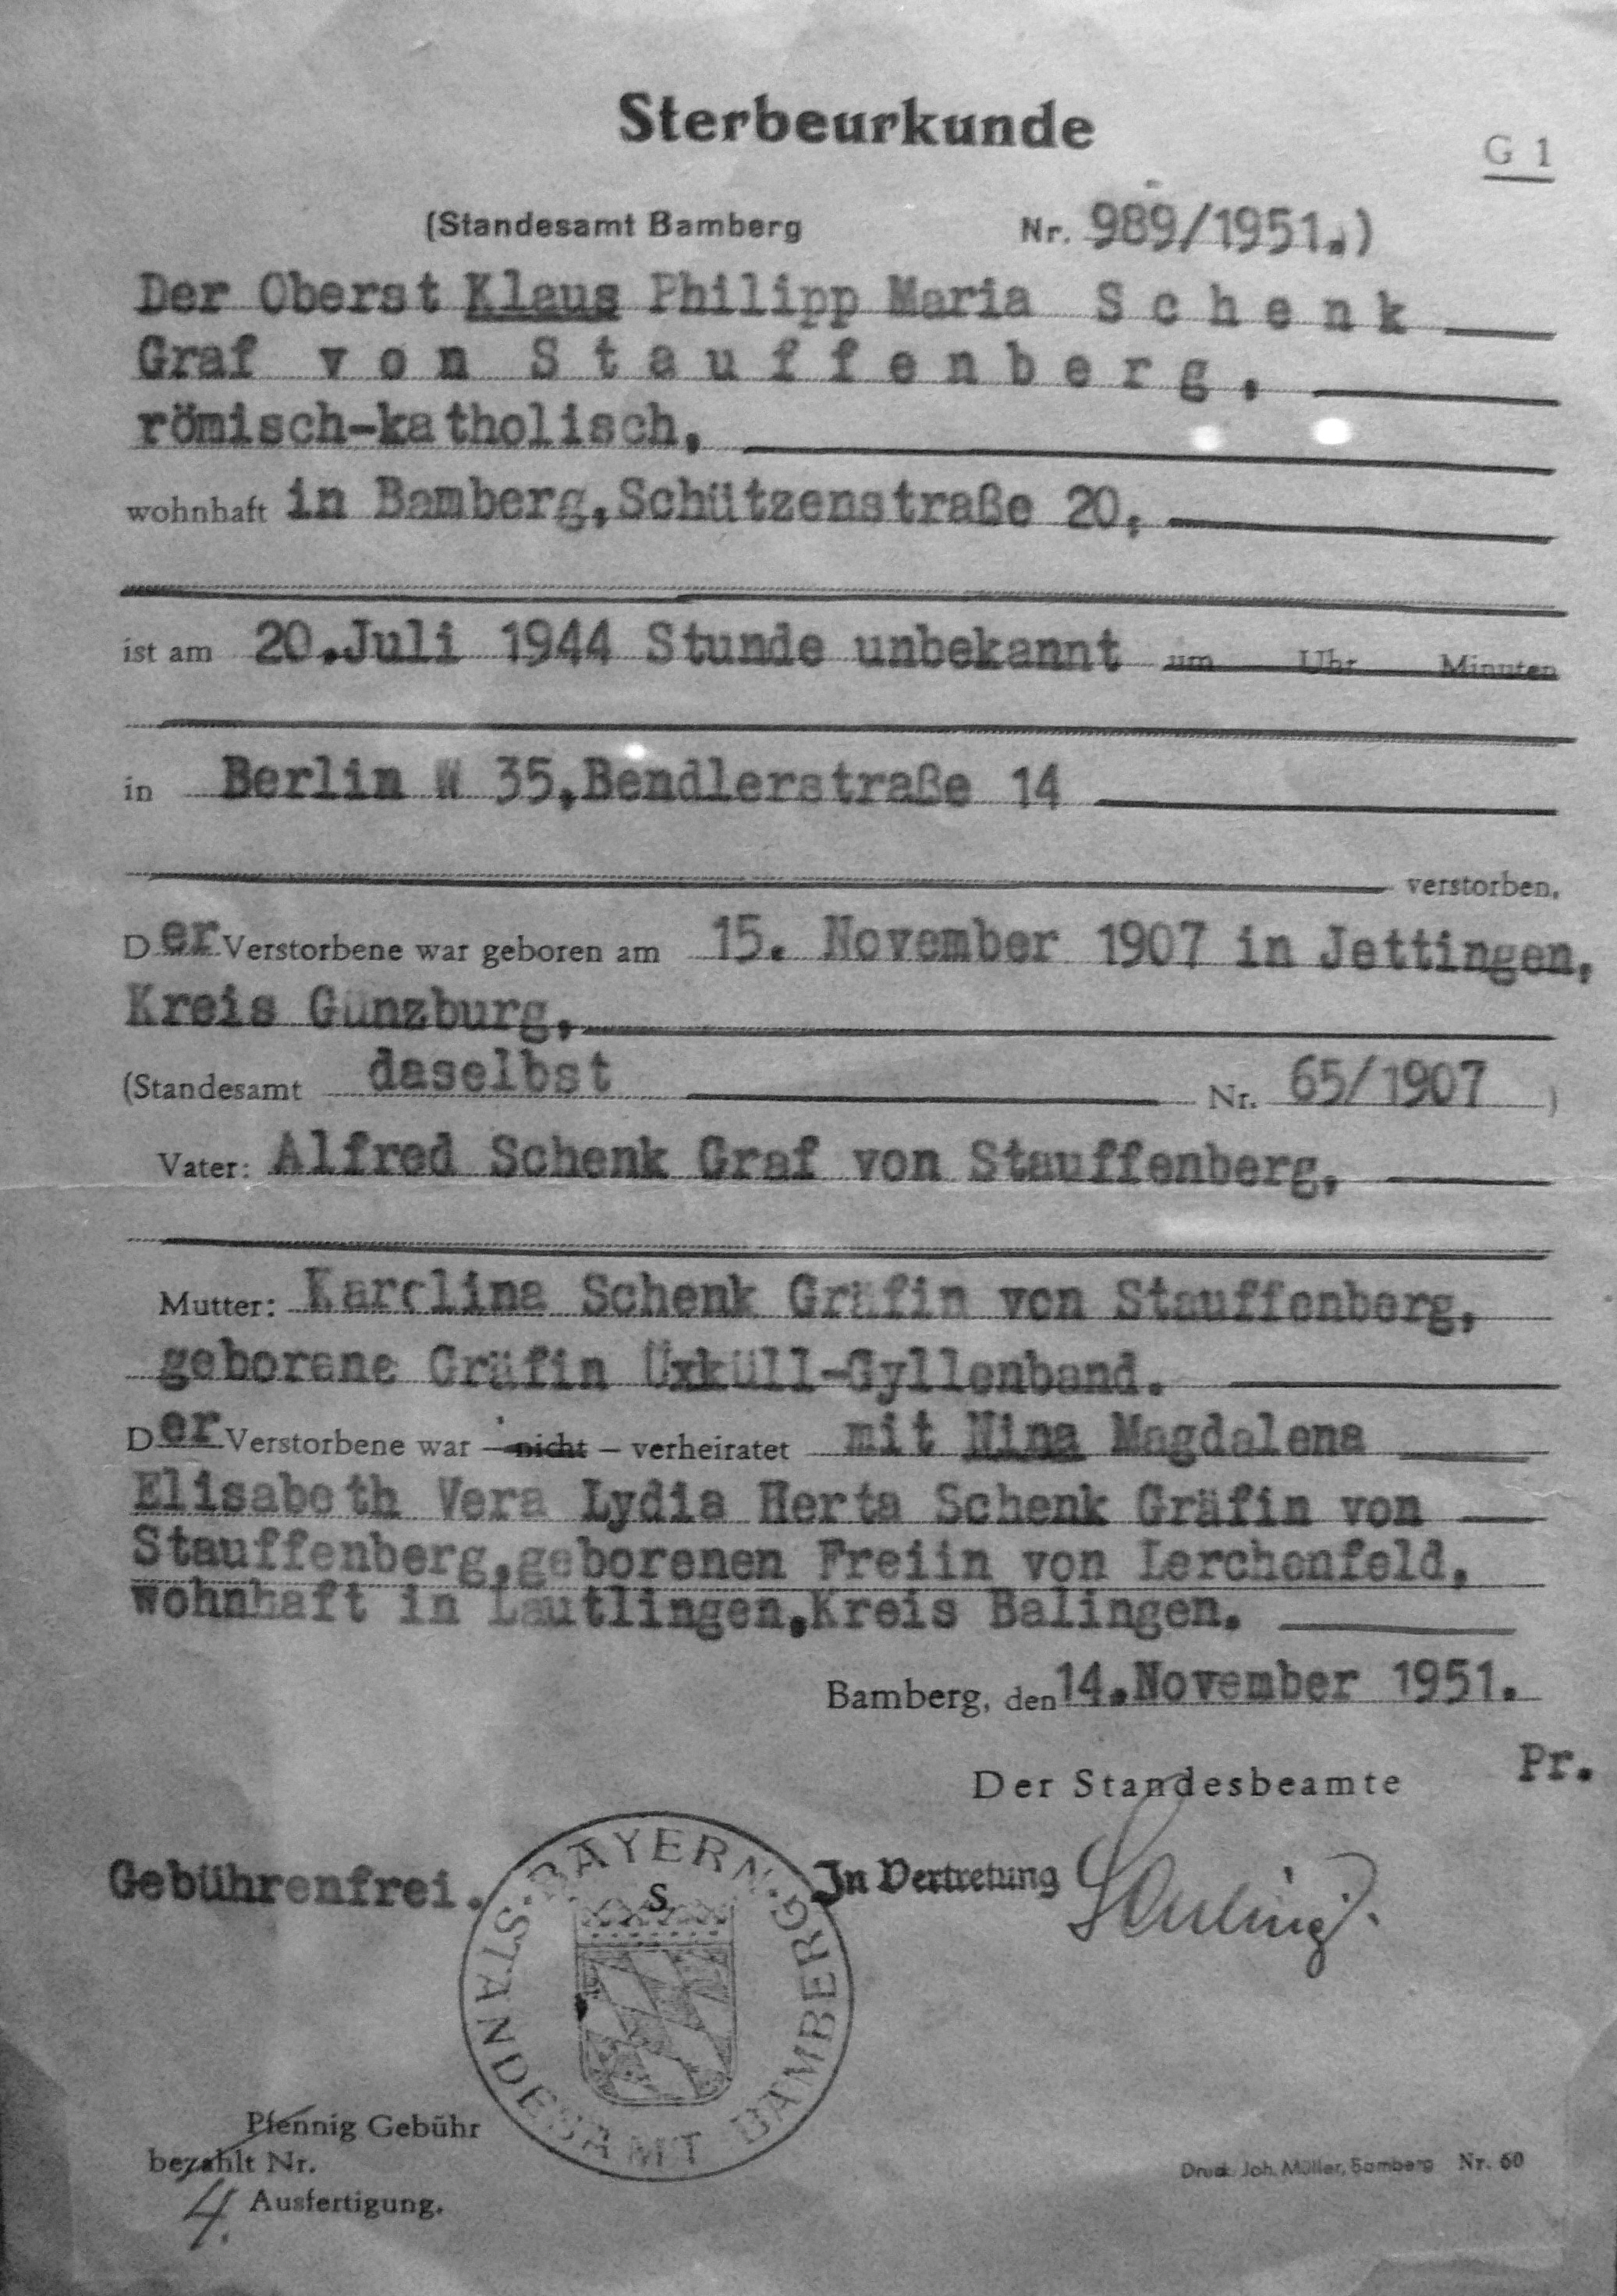 Sterbeurkunde
G 1
(Standesamt Bamberg Nr. 989/1951.)
Der Oberst Klaus Philipp Maria S c h e n k
Graf v o n S t a u f f e n b e r g ,
römisch-katholisch,
wohnhaft in Bamberg,Schützenstraße 20,
ist am 20.Juli 1944 Stunde unbekannt um Uhr Minuten
in Berlin W 35,Bendlerstraße 14
verstorben.
Der Verstorbene war geboren am 15. November 1907 in Jettingen,
Kreis Günzburg,
(Standesamt daselbst Nr. 65/1907 )
Vater: Alfred Schenk Graf von Stauffenberg,
Mutter: Karolina Schenk Gräfin von Stauffenberg,
geborene Gräfin Üxküll-Gyllenband.
Der Verstorbene war – nicht – verheiratet mit Nina Magdalena
Elisabeth Vera Lydia Herta Schenk Gräfin von
Stauffenberg,geborenen Freiin von Lerchenfeld,
wohnhaft in Lautlingen,Kreis Balingen.
Bamberg, den 14.November 1951.
Der Standesbeamte Pr.
Gebührenfrei. In Vertretung
BAYERN.
S
STANDESAMT BAMBERG
Pfennig Gebühr
bezahlt Nr.
4. Ausfertigung.
Druck Joh. Müller, Bamberg Nr. 60